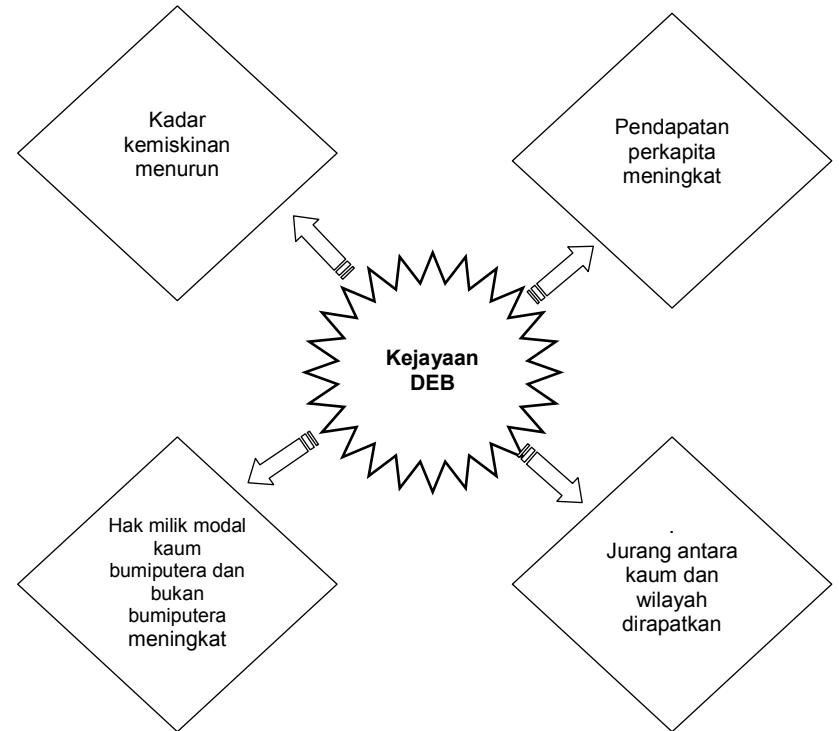 Kadar
kemiskinan
menurun
Pendapatan
perkapita
meningkat
Kejayaan
DEB
Hak milik modal
kaum
bumiputera dan
bukan
bumiputera
meningkat
.
Jurang antara
kaum dan
wilayah
dirapatkan